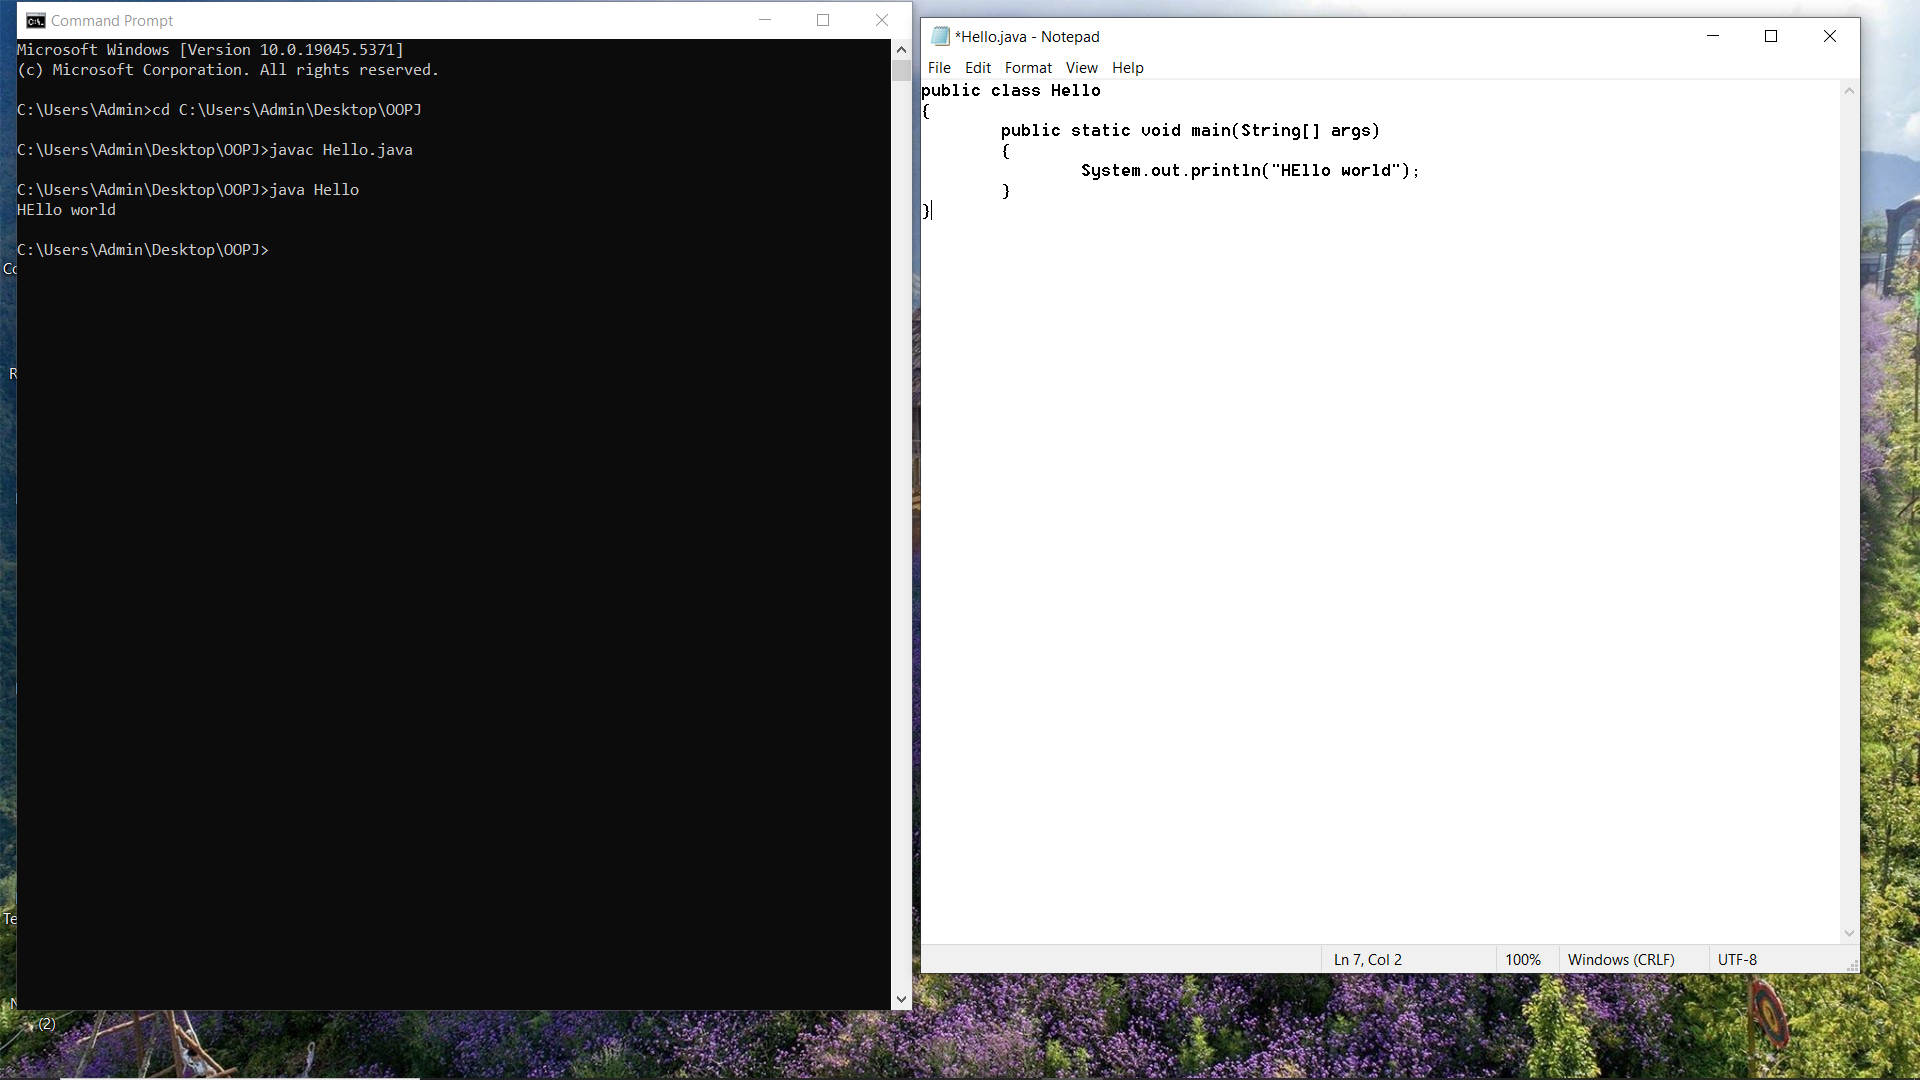 Command Prompt
Microsoft Windows [Version 10.0.19045.5371]
(c) Microsoft Corporation. All rights reserved.
C:\Users\Admin>cd C:\Users\Admin\Desktop\OOPJ
C:\Users\Admin\Desktop\OOPJ>javac Hello.java
C:\Users\Admin\Desktop\OOPJ>java Hello
HEllo world
C:\Users\Admin\Desktop\OOPJ>
*Hello.java - Notepad
File Edit Format View Help
public class Hello
{
public static void main(String[] args)
{
System.out.println("HEllo world");
}
}
Ln 7, Col 2
100%
Windows (CRLF)
UTF-8
(2)